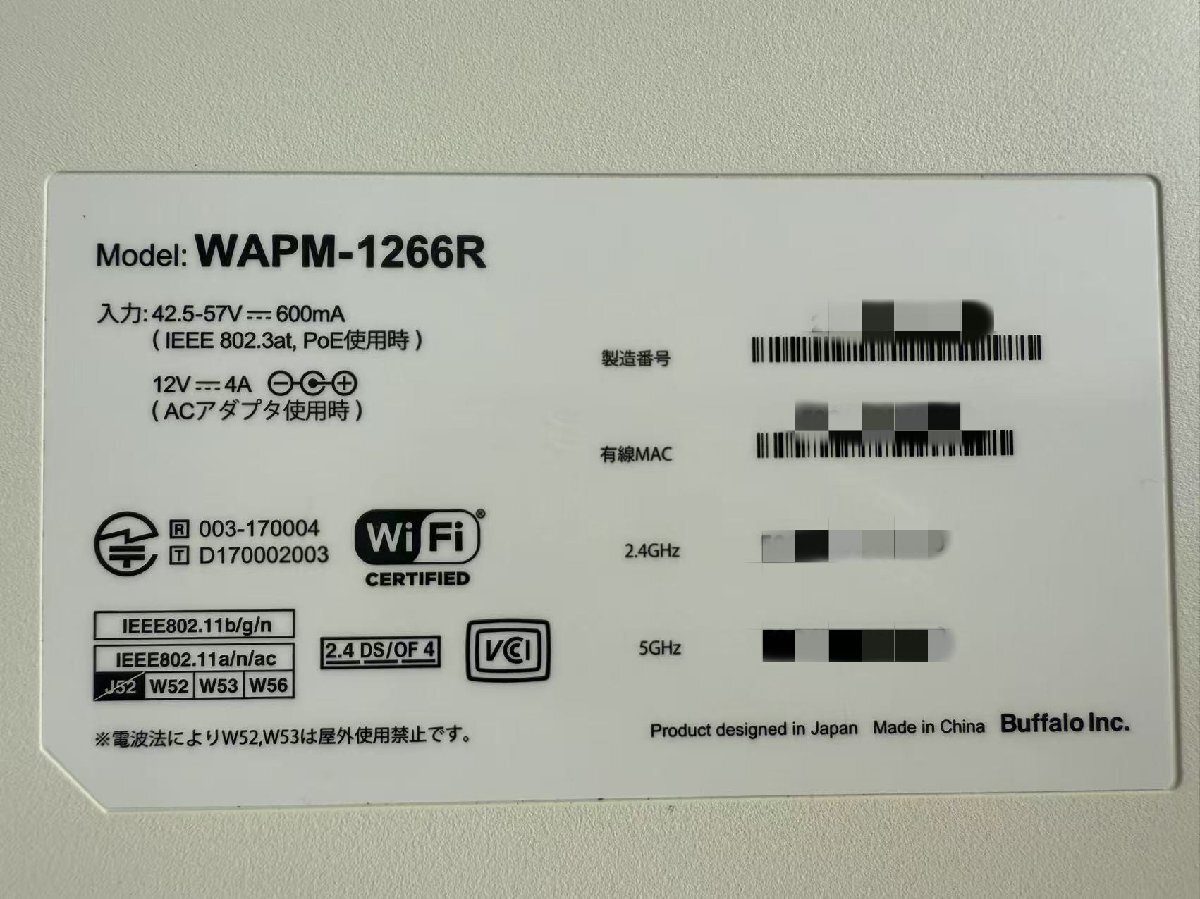 Model: WAPM-1266R
入力: 42.5-57V⎓600mA
( IEEE 802.3at, PoE使用時 )
12V⎓4A
( ACアダプタ使用時 )
R 003-170004
T D170002003
Wi Fi ®
CERTIFIED
IEEE802.11b/g/n
IEEE802.11a/n/ac
J52 W52 W53 W56
2.4 DS/OF 4
VCCI
※電波法によりW52,W53は屋外使用禁止です。
製造番号
有線MAC
2.4GHz
5GHz
Product designed in Japan Made in China Buffalo Inc.